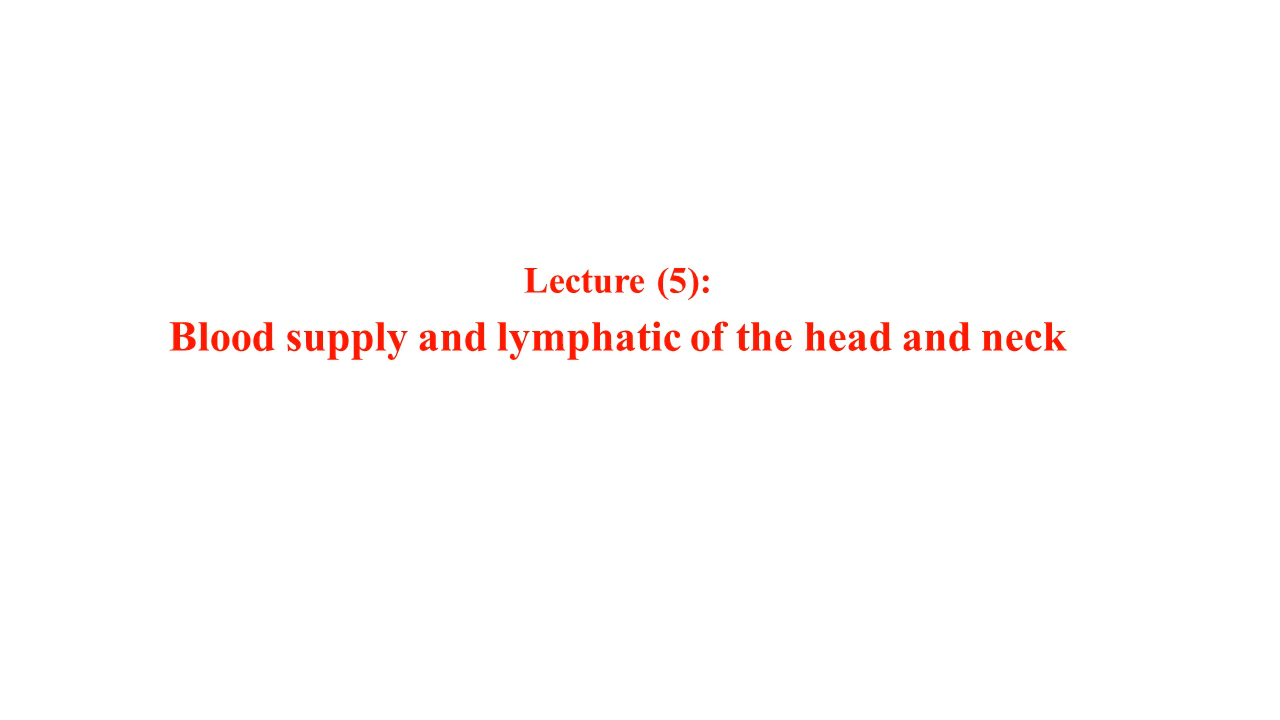 Lecture (5):
Blood supply and lymphatic of the head and neck